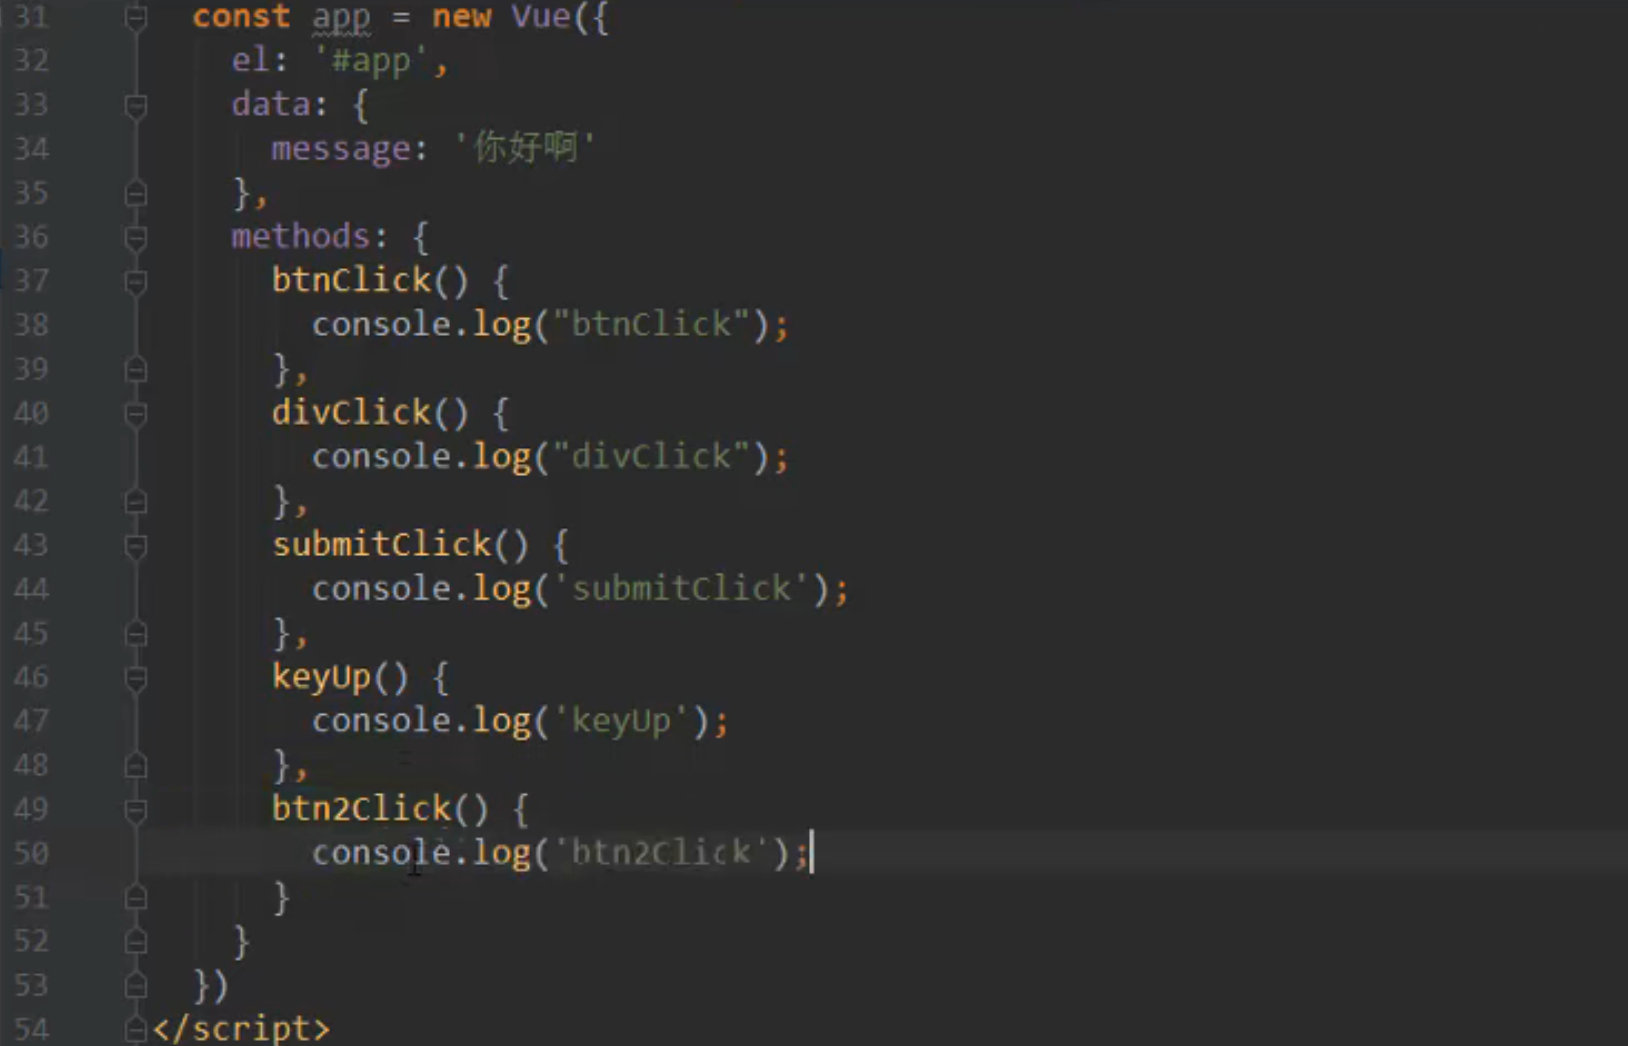 31 const app = new Vue({
32 el: '#app',
33 data: {
34 message: '你好啊'
35 },
36 methods: {
37 btnClick() {
38 console.log("btnClick");
39 },
40 divClick() {
41 console.log("divClick");
42 },
43 submitClick() {
44 console.log('submitClick');
45 },
46 keyUp() {
47 console.log('keyUp');
48 },
49 btn2Click() {
50 console.log('btn2Click');
51 }
52 }
53 })
54 </script>